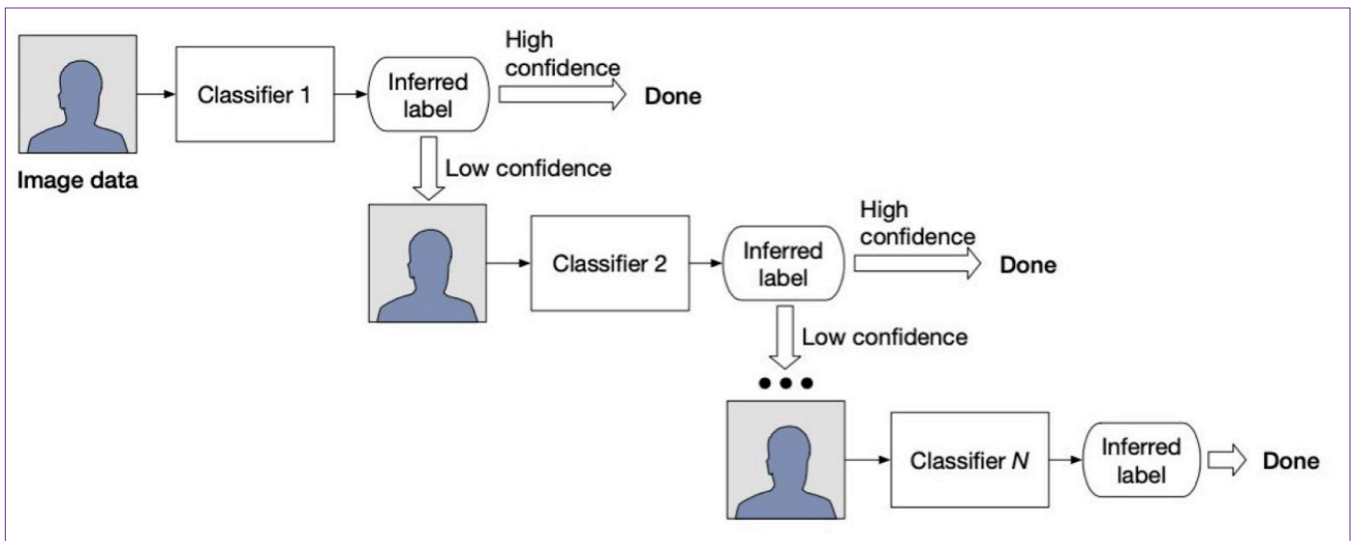 High
confidence
Classifier 1
Inferred
label
Done
Image data
Low confidence
High
confidence
Classifier 2
Inferred
label
Done
Low confidence
•••
Classifier N
Inferred
label
Done